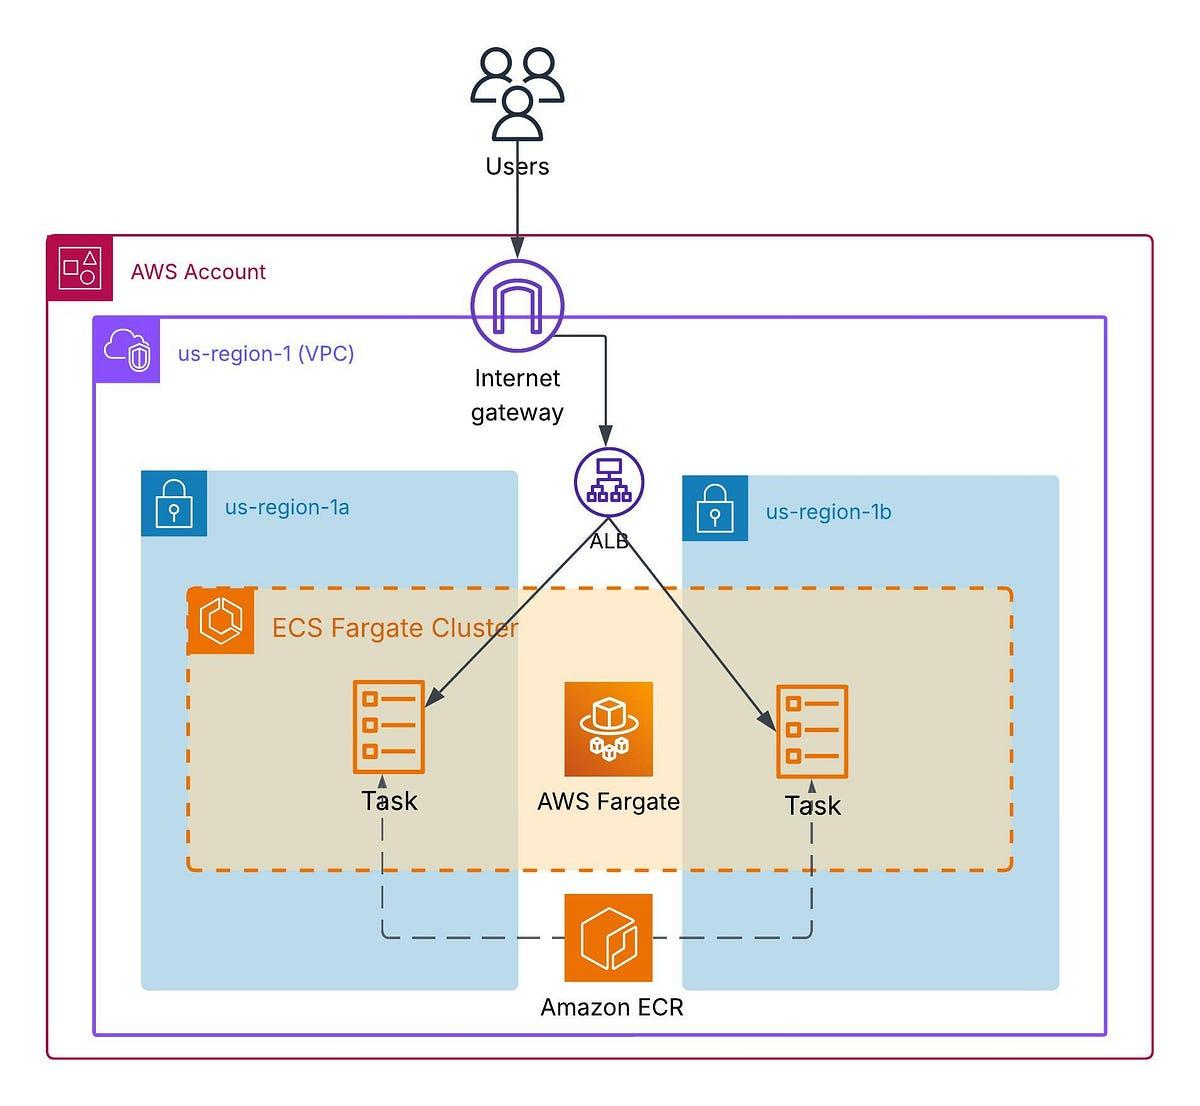 Users
AWS Account
us-region-1 (VPC)
Internet
gateway
us-region-1a
us-region-1b
ALB
ECS Fargate Cluster
Task
AWS Fargate
Task
Amazon ECR